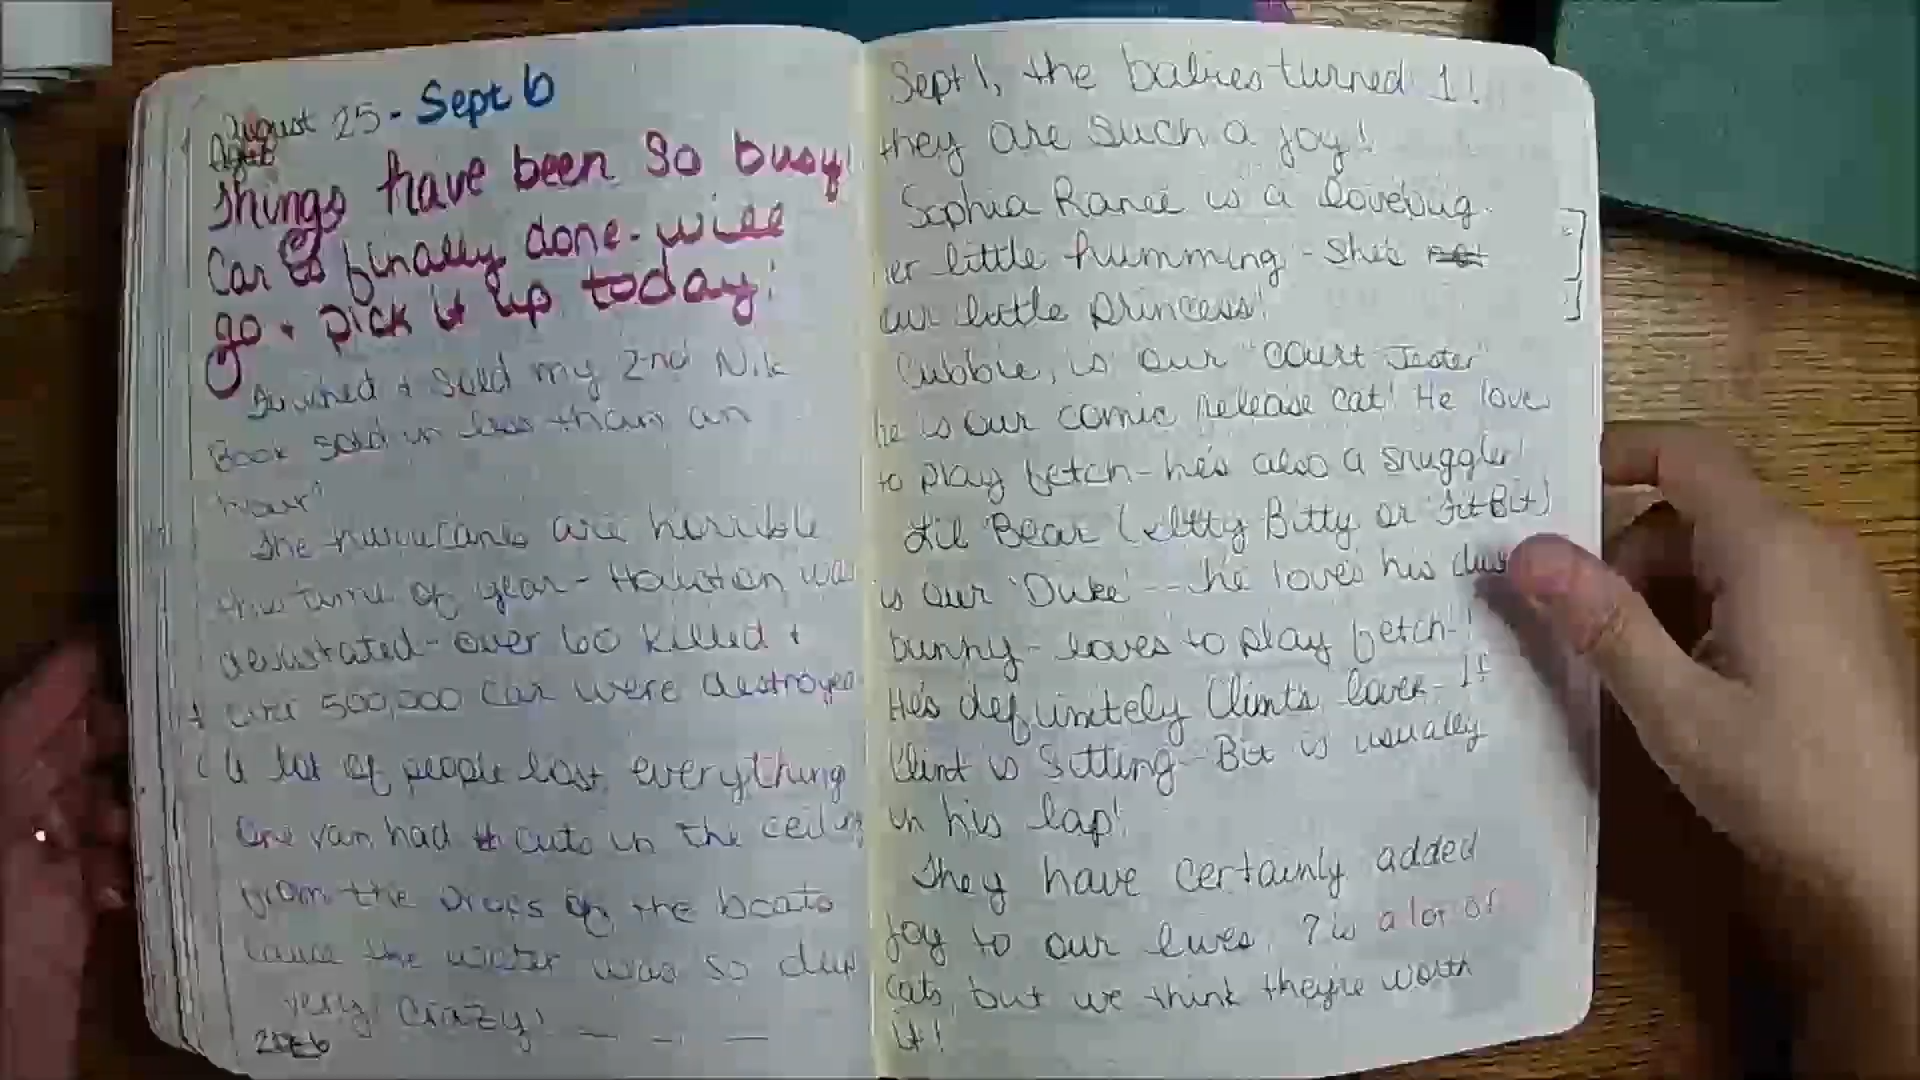 August 25 - Sept 6
Things have been so busy!
Car is finally done - will
go + pick it up today!
Finished + sold my 2nd Nik
Book sold in less than an
hour!
The hurricanes are horrible
this time of year - Houston was
devastated - over 60 killed +
like 500,000 car were destroyed
a lot of people lost everything
One van had cuts in the ceiling
from the props of the boats
cause the water was so deep
very crazy!
Sept 1, the babies turned 1!
they are such a joy!
Sophia Ranee is a lovebug
her little humming - she's
our little princess!
Cubbie, is our "court Jester"
he is our comic release cat! He loves
to play fetch - he's also a snuggler!
Lil Bear (Itty Bitty or FitBit)
is our 'Duke' -- he loves his dust
bunny - loves to play fetch!
He's definitely Clint's lover - If
Clint is sitting - Bit is usually
in his lap!
They have certainly added
joy to our lives. 7 is a lot of
cats, but we think they're worth
it!